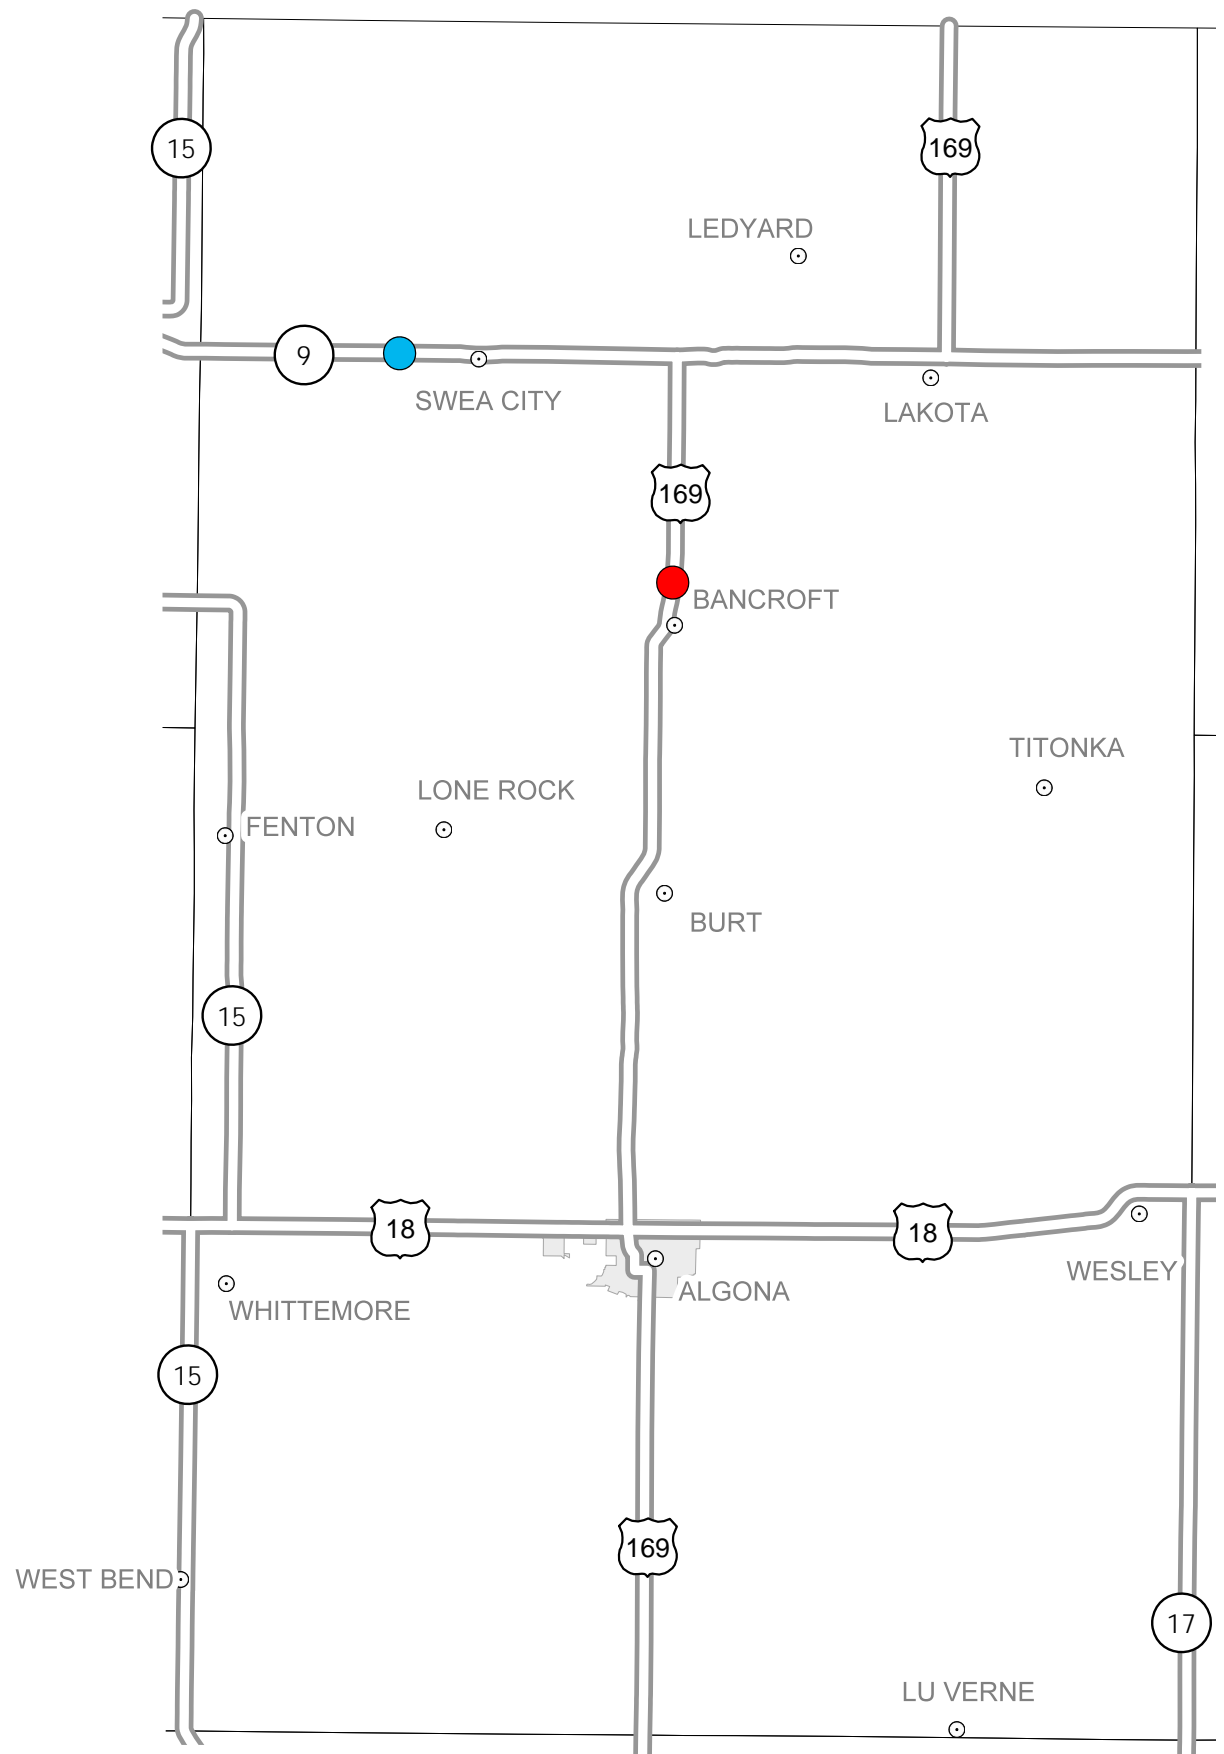 15
169
LEDYARD
9
SWEA CITY
LAKOTA
169
BANCROFT
TITONKA
LONE ROCK
FENTON
BURT
15
18
18
WESLEY
ALGONA
WHITTEMORE
15
169
WEST BEND
17
LU VERNE